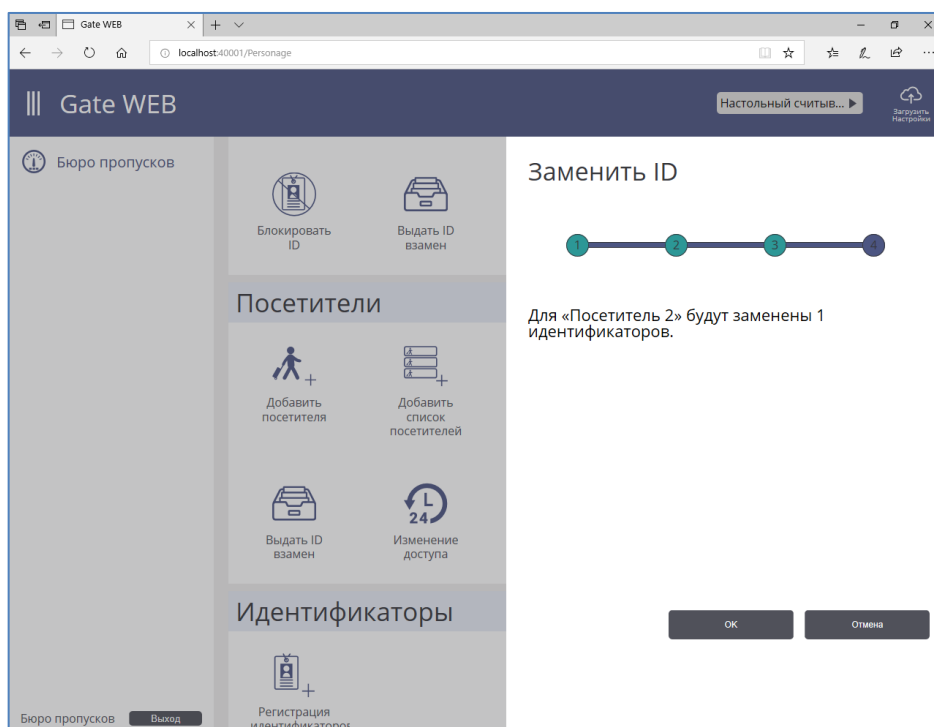 Gate WEB
localhost:40001/Personage
Gate WEB
Настольный считыв...
Загрузить
Настройки
Бюро пропусков
Блокировать
ID
Выдать ID
взамен
Посетители
Добавить
посетителя
Добавить
список
посетителей
Выдать ID
взамен
L
24
Изменение
доступа
Идентификаторы
Регистрация
идентификаторов
Заменить ID
1
2
3
4
Для «Посетитель 2» будут заменены 1
идентификаторов.
OK
Отмена
Бюро пропусков
Выход